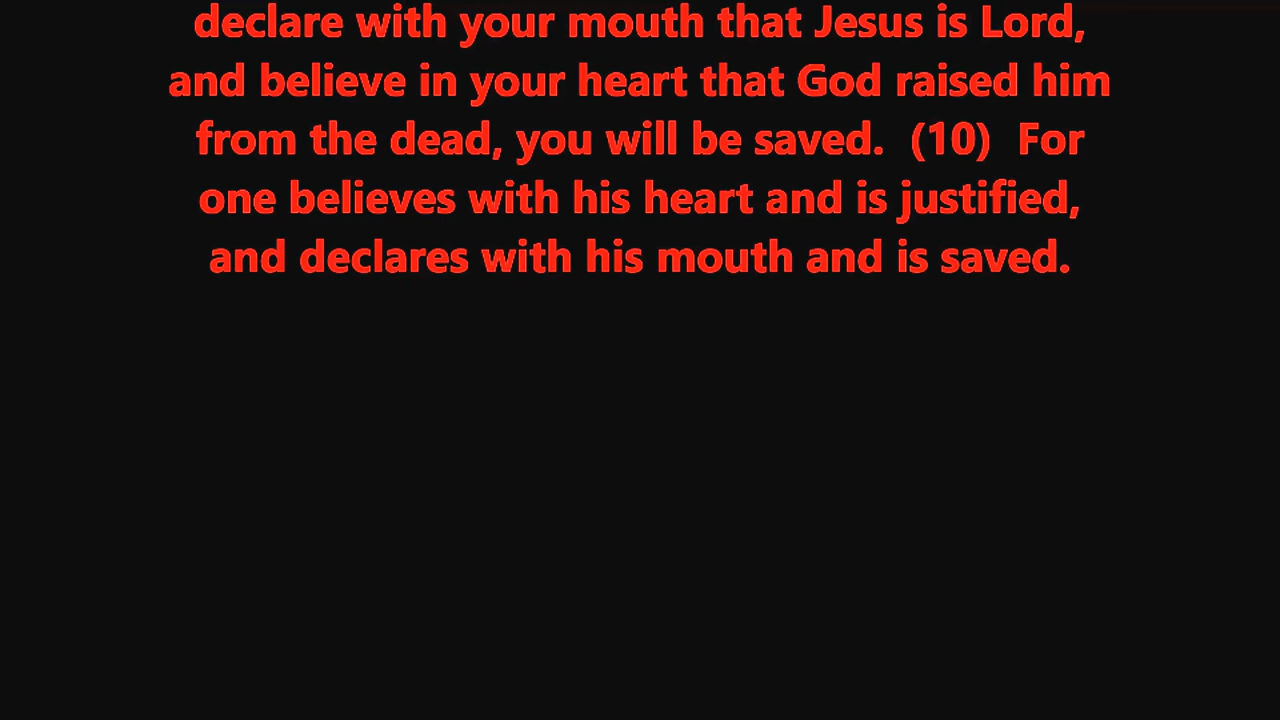 declare with your mouth that Jesus is Lord,
and believe in your heart that God raised him
from the dead, you will be saved.  (10)  For
one believes with his heart and is justified,
and declares with his mouth and is saved.